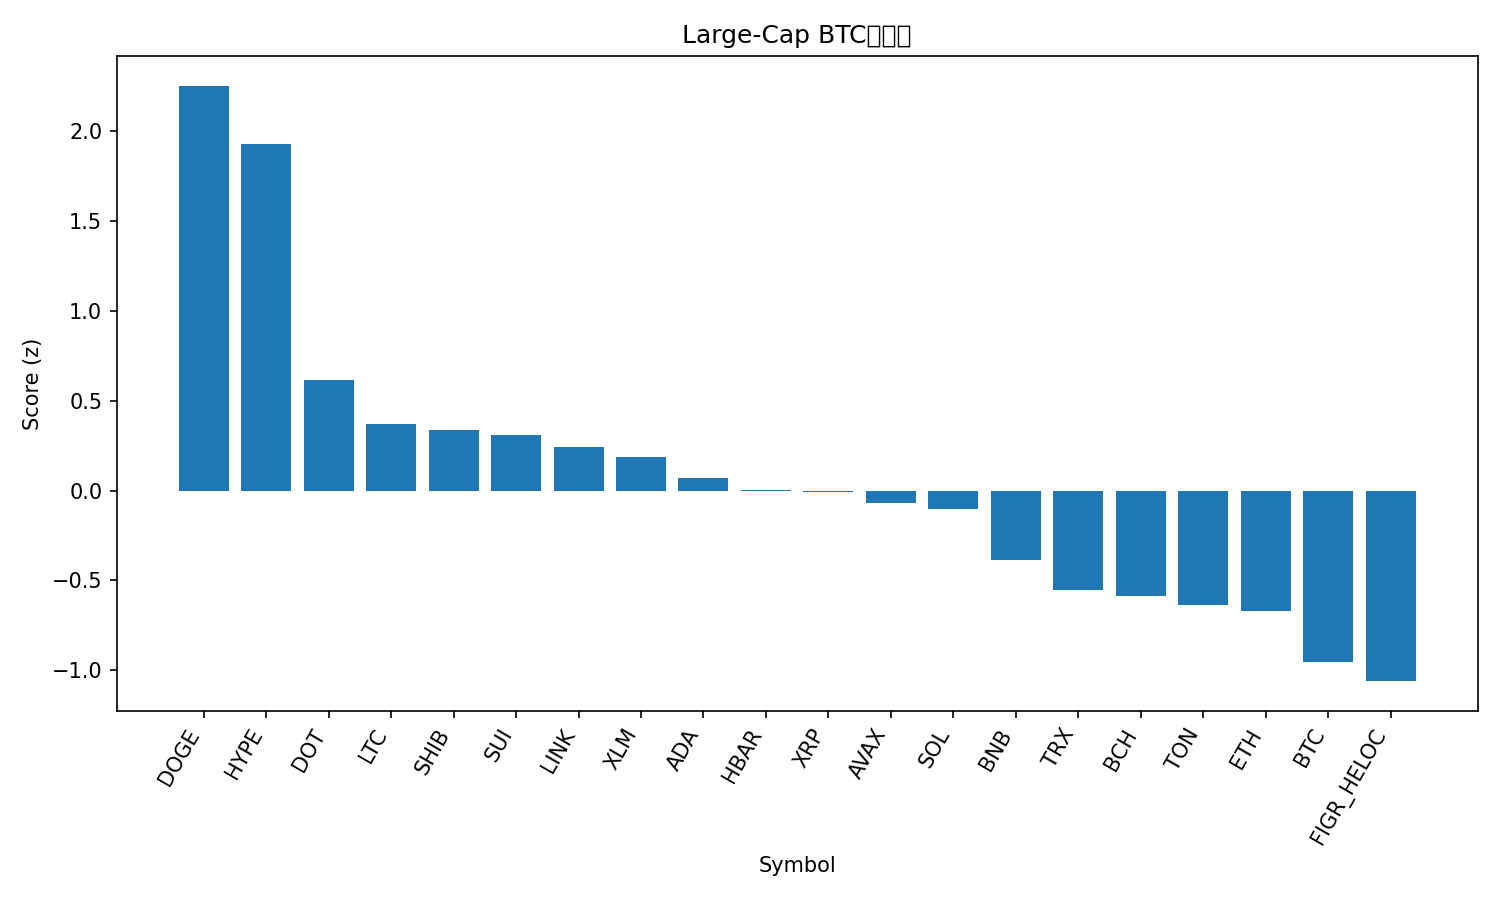 Large-Cap BTC
Score (z)
2.0
1.5
1.0
0.5
0.0
−0.5
−1.0
DOGE
HYPE
DOT
LTC
SHIB
SUI
LINK
XLM
ADA
HBAR
XRP
AVAX
SOL
BNB
TRX
BCH
TON
ETH
BTC
FIGR_HELOC
Symbol